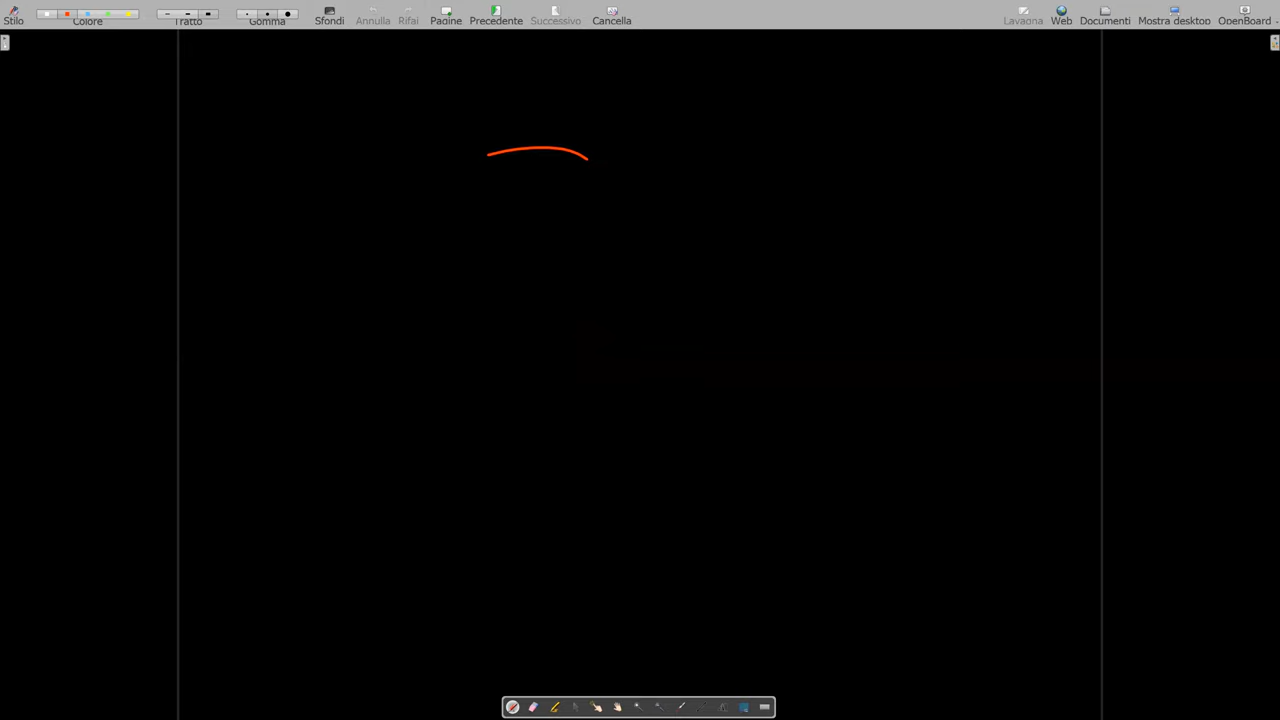 Stilo Colore Tratto Gomma Sfondi Annulla Rifai Pagine Precedente Successivo Cancella Lavagna Web Documenti Mostra desktop OpenBoard